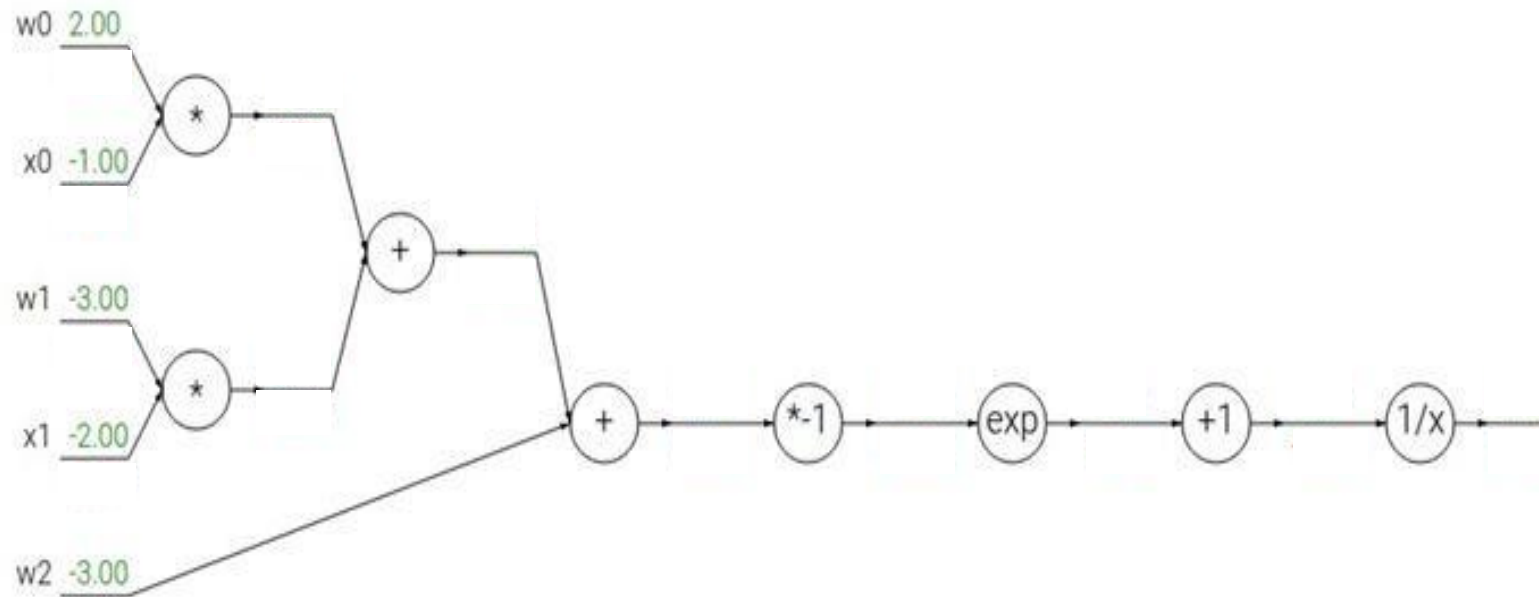 w0 2.00
*
x0 -1.00
+
w1 -3.00
*
x1 -2.00
+ *-1 exp +1 1/x
w2 -3.00